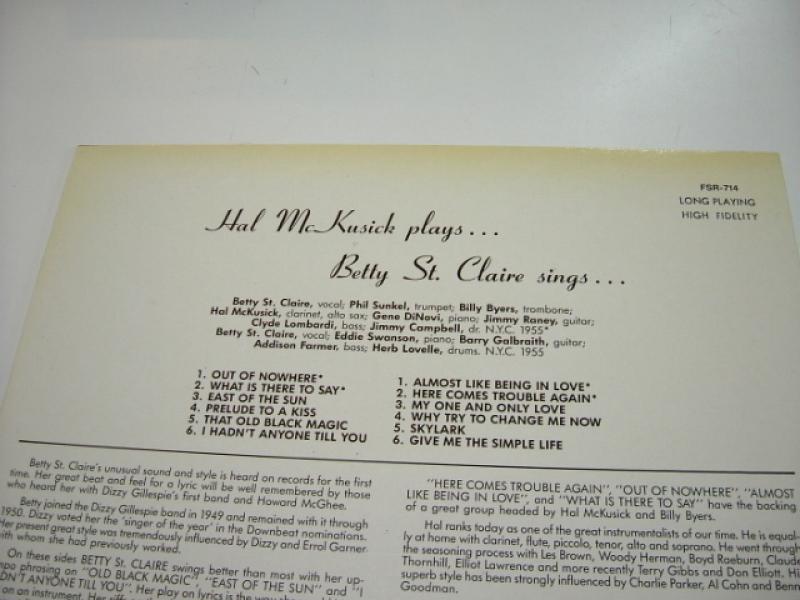 FSR-714
LONG PLAYING
HIGH FIDELITY
Hal McKusick plays...
Betty St. Claire sings...
Betty St. Claire, vocal; Phil Sunkel, trumpet; Billy Byers, trombone;
Hal McKusick, clarinet, alto sax; Gene DiNovi, piano; Jimmy Raney, guitar;
Clyde Lombardi, bass; Jimmy Campbell, dr. N.Y.C. 1955*
Betty St. Claire, vocal; Eddie Swanson, piano; Barry Galbraith, guitar;
Addison Farmer, bass; Herb Lovelle, drums. N.Y.C. 1955
1. OUT OF NOWHERE*
2. WHAT IS THERE TO SAY*
3. EAST OF THE SUN
4. PRELUDE TO A KISS
5. THAT OLD BLACK MAGIC
6. I HADN'T ANYONE TILL YOU
1. ALMOST LIKE BEING IN LOVE*
2. HERE COMES TROUBLE AGAIN*
3. MY ONE AND ONLY LOVE
4. WHY TRY TO CHANGE ME NOW
5. SKYLARK
6. GIVE ME THE SIMPLE LIFE
Betty St. Claire's unusual sound and style is heard on records for the first
time. Her great beat and feel for a lyric will be well remembered by those
who heard her with Dizzy Gillespie's first band and Howard McGhee.
Betty joined the Dizzy Gillespie band in 1949 and remained with it through
1950. Dizzy voted her the 'singer of the year' in the Downbeat nominations.
Her present great style was tremendously influenced by Dizzy and Errol Garner
with whom she had previously worked.
On these sides BETTY St. CLAIRE swings better than most with her up-
po phrasing on "OLD BLACK MAGIC" "EAST OF THE SUN" and "I
DN'T ANYONE TILL YOU". Her play on lyrics is the way
on an instrument. Her
"HERE COMES TROUBLE AGAIN", "OUT OF NOWHERE", "ALMOST
LIKE BEING IN LOVE", and "WHAT IS THERE TO SAY" have the backing
of a great group headed by Hal McKusick and Billy Byers.
Hal ranks today as one of the great instrumentalists of our time. He is equal-
ly at home with clarinet, flute, piccolo, tenor, alto and soprano. He went through
the seasoning process with Les Brown, Woody Herman, Boyd Raeburn, Claude
Thornhill, Elliot Lawrence and more recently Terry Gibbs and Don Elliott. Hi
superb style has been strongly influenced by Charlie Parker, Al Cohn and Benn
Goodman.